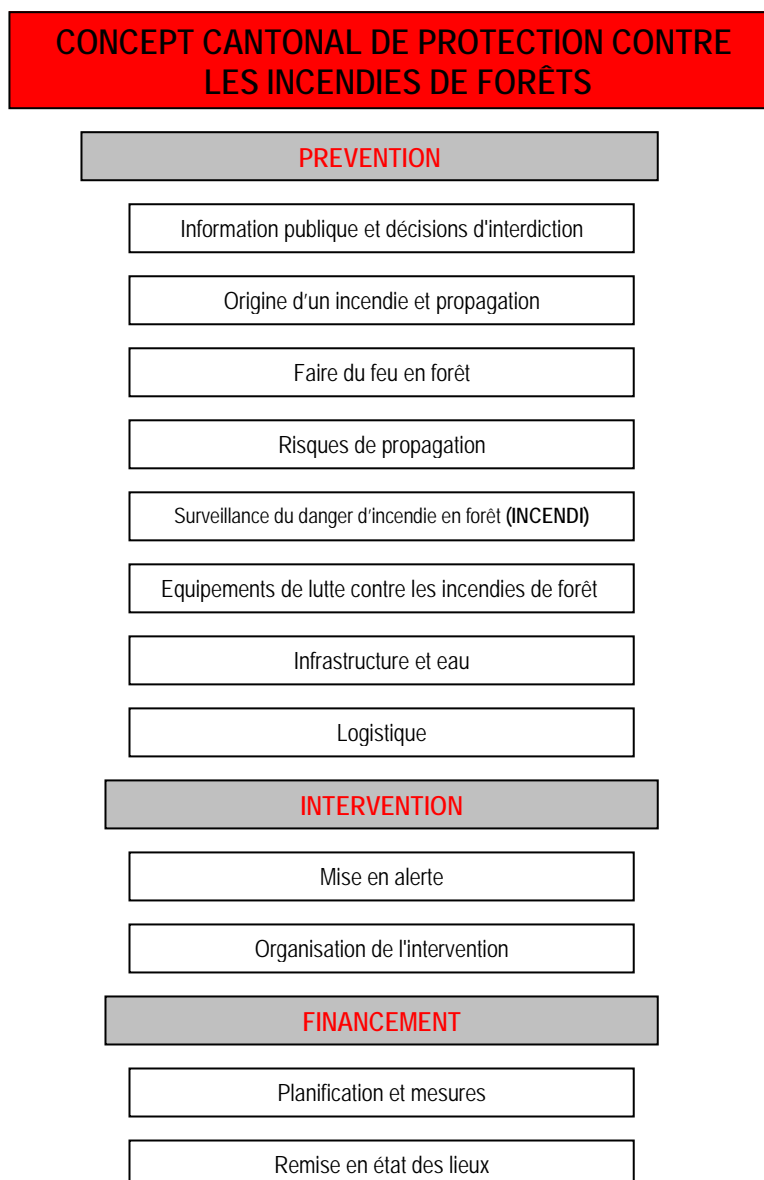 CONCEPT CANTONAL DE PROTECTION CONTRE
LES INCENDIES DE FORÊTS
PREVENTION
Information publique et décisions d'interdiction
Origine d’un incendie et propagation
Faire du feu en forêt
Risques de propagation
Surveillance du danger d’incendie en forêt (INCENDI)
Equipements de lutte contre les incendies de forêt
Infrastructure et eau
Logistique
INTERVENTION
Mise en alerte
Organisation de l'intervention
FINANCEMENT
Planification et mesures
Remise en état des lieux